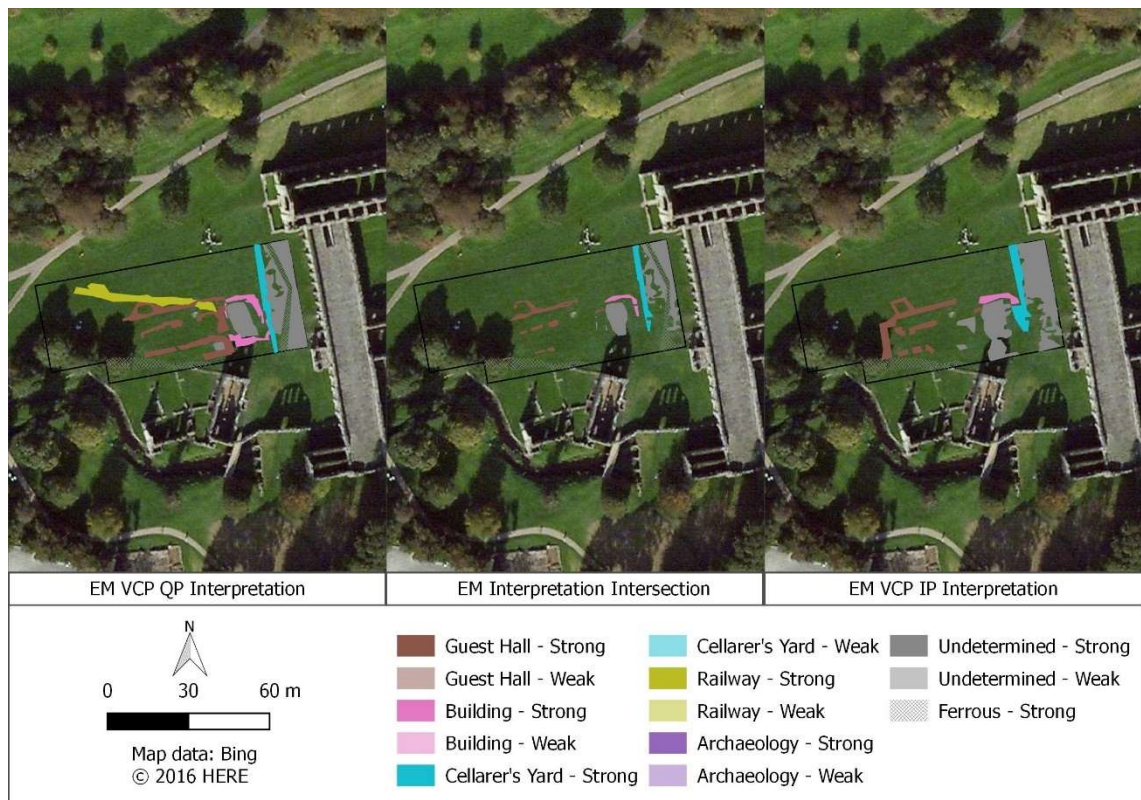 EM VCP QP Interpretation
EM Interpretation Intersection
EM VCP IP Interpretation
N
0 30 60 m
Map data: Bing
© 2016 HERE
Guest Hall - Strong
Guest Hall - Weak
Building - Strong
Building - Weak
Cellarer's Yard - Strong
Cellarer's Yard - Weak
Railway - Strong
Railway - Weak
Archaeology - Strong
Archaeology - Weak
Undetermined - Strong
Undetermined - Weak
Ferrous - Strong